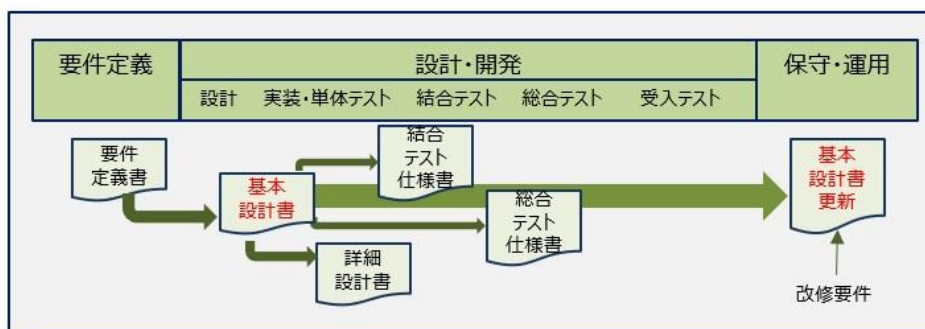 要件定義
設計・開発
保守・運用
設計 実装・単体テスト 結合テスト 総合テスト 受入テスト
要件
定義書
基本
設計書
結合
テスト
仕様書
総合
テスト
仕様書
詳細
設計書
基本
設計書
更新
改修要件